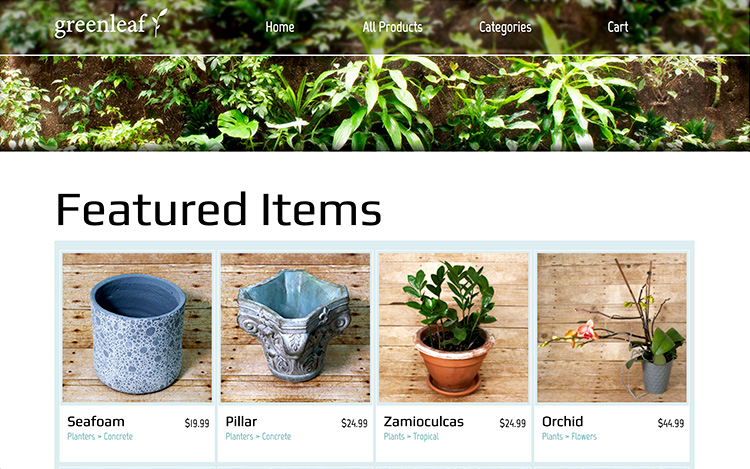 greenleaf
Home All Products Categories Cart
Featured Items
Seafoam $19.99
Planters > Concrete
Pillar $24.99
Planters > Concrete
Zamioculcas $24.99
Plants > Tropical
Orchid $44.99
Plants > Flowers